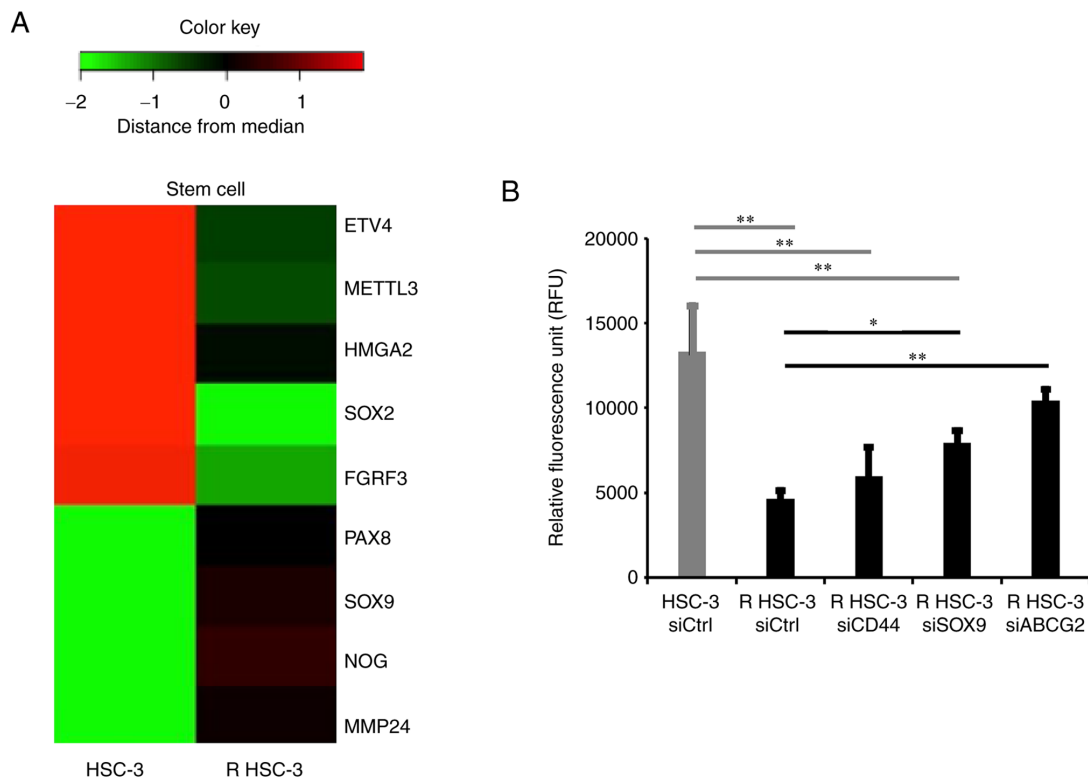 A
Color key
−2 −1 0 1
Distance from median
Stem cell
ETV4
METTL3
HMGA2
SOX2
FGRF3
PAX8
SOX9
NOG
MMP24
HSC-3 R HSC-3
B
**
**
**
*
**
Relative fluorescence unit (RFU)
20000
15000
10000
5000
0
HSC-3 R HSC-3 R HSC-3 R HSC-3 R HSC-3
siCtrl siCtrl siCD44 siSOX9 siABCG2